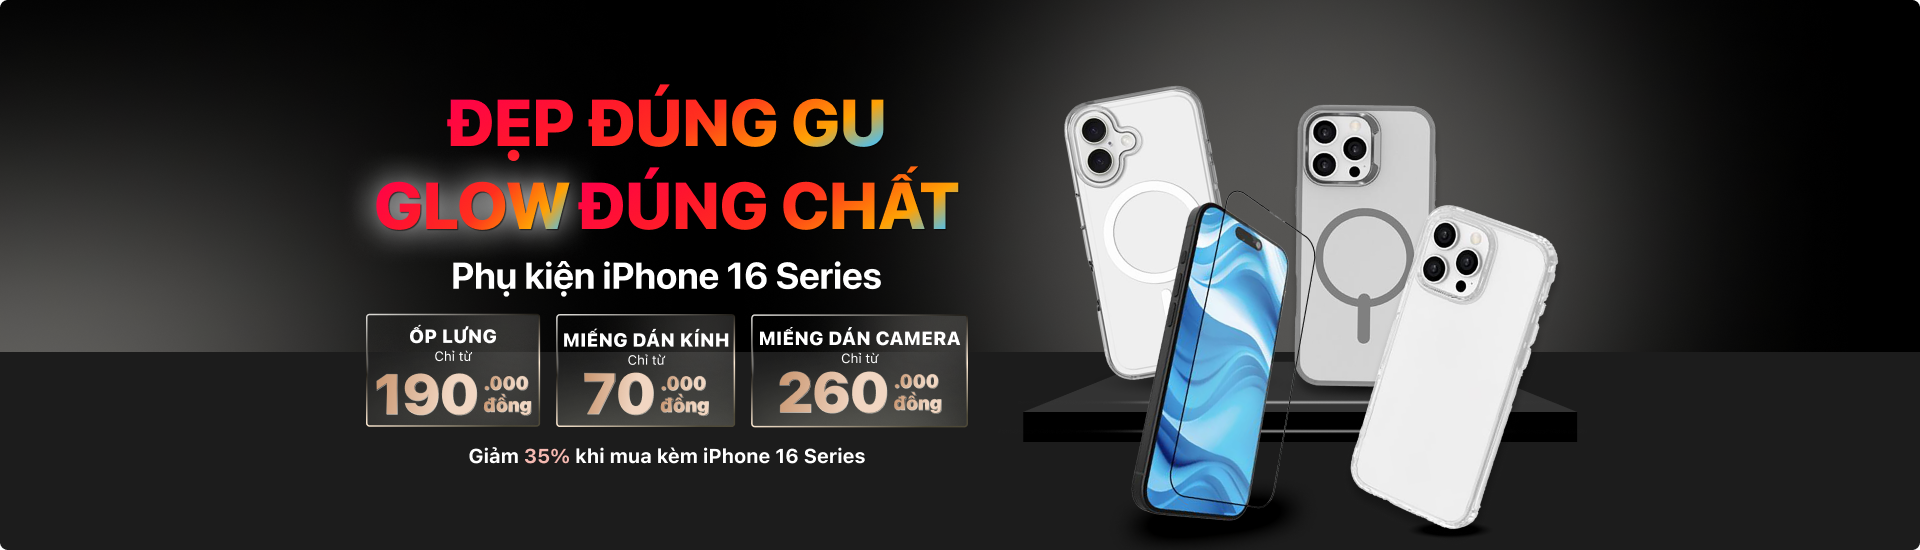 ĐẸP ĐÚNG GU
GLOW ĐÚNG CHẤT
Phụ kiện iPhone 16 Series
ỐP LƯNG
Chỉ từ
190.000 đồng
MIẾNG DÁN KÍNH
Chỉ từ
70.000 đồng
MIẾNG DÁN CAMERA
Chỉ từ
260.000 đồng
Giảm 35% khi mua kèm iPhone 16 Series